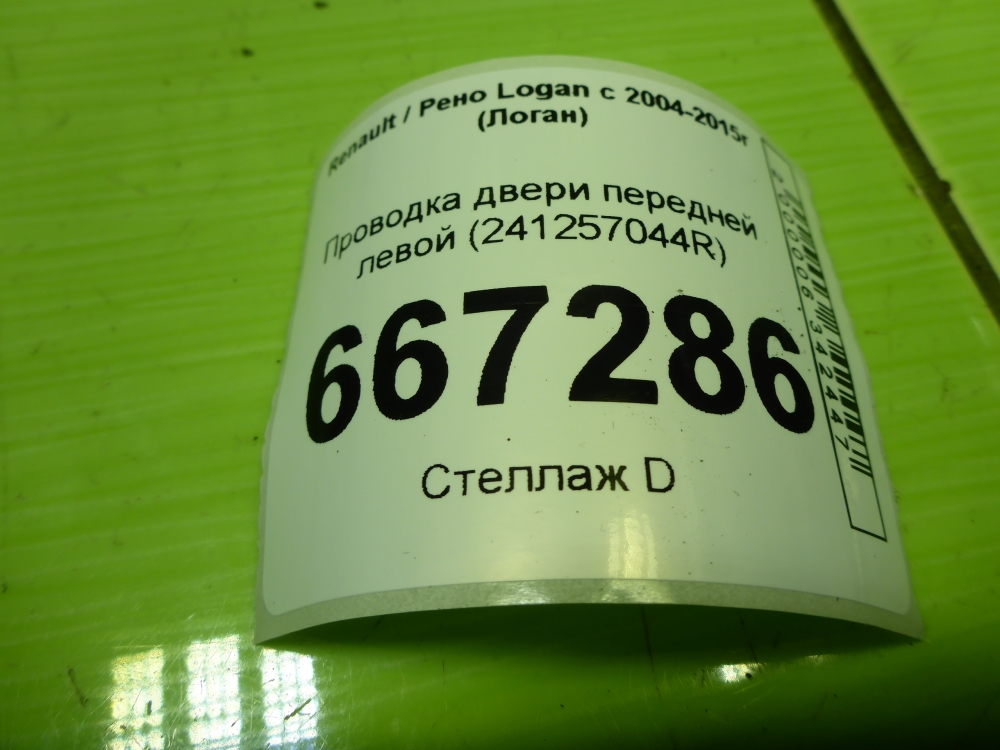 Renault / Рено Logan с 2004-2015г
(Логан)
Проводка двери передней
левой (241257044R)
667286
Стеллаж D
2000006342447